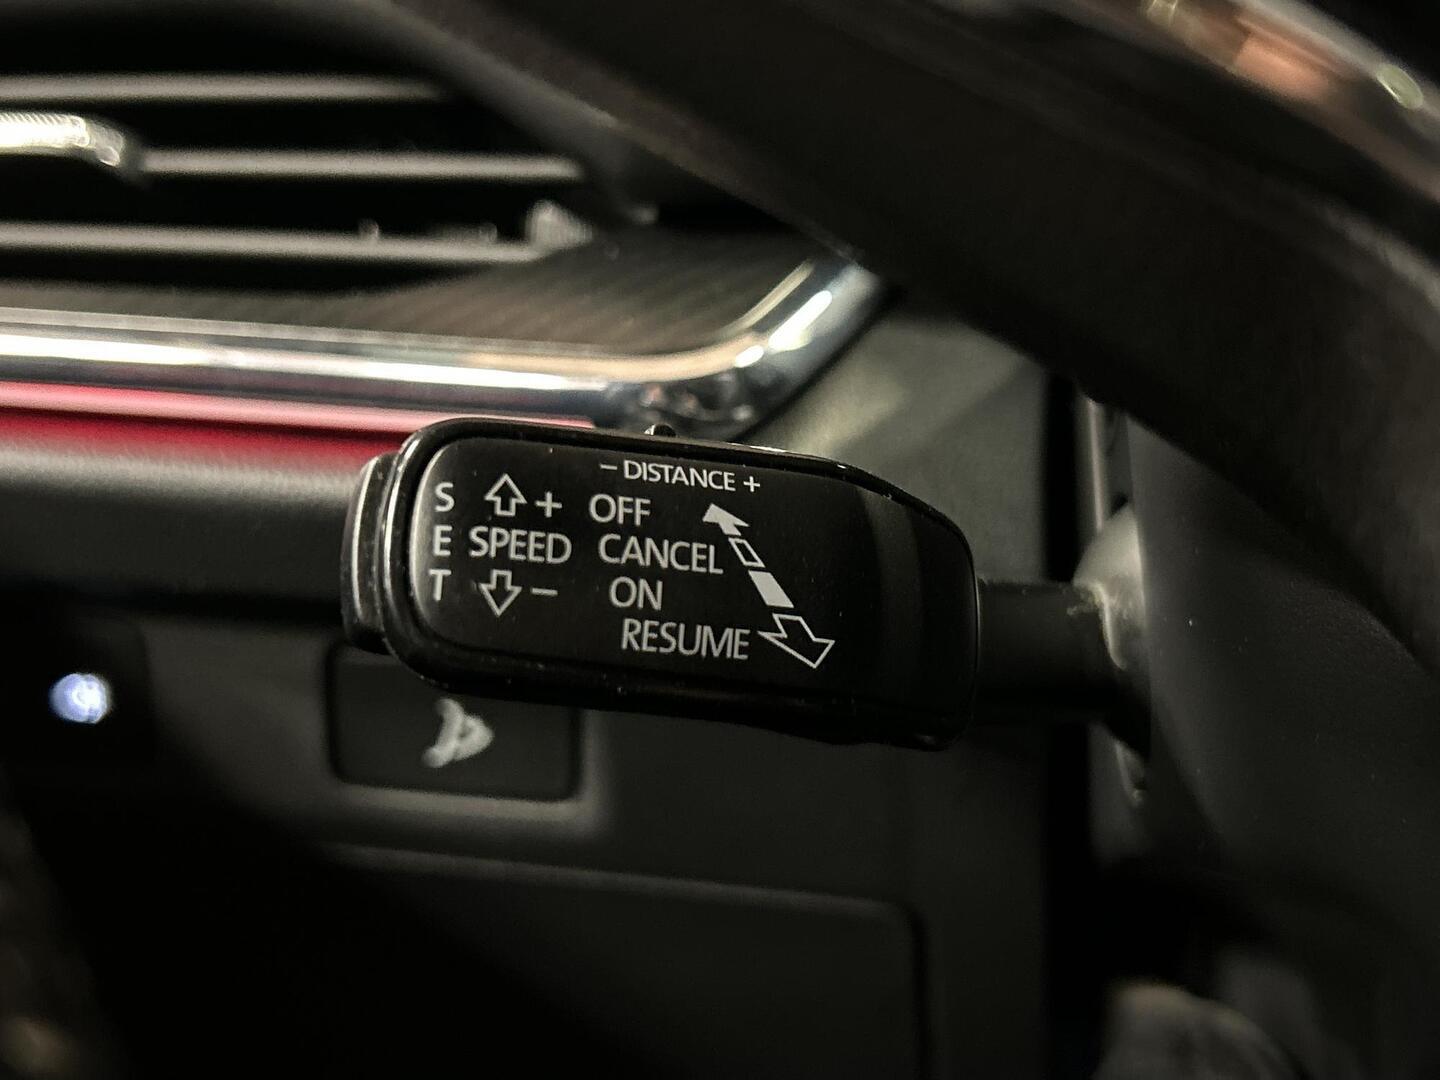 − DISTANCE +
S + OFF
E SPEED CANCEL
T − ON
RESUME